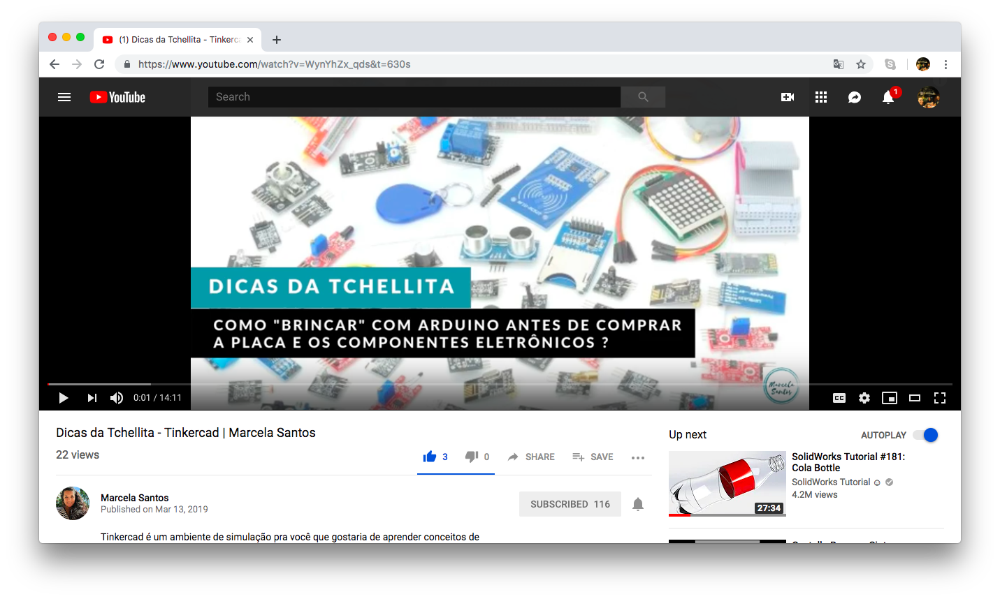 (1) Dicas da Tchellita - Tinkerca
https://www.youtube.com/watch?v=WynYhZx_qds&t=630s
YouTube
Search
1
DICAS DA TCHELLITA
COMO "BRINCAR" COM ARDUINO ANTES DE COMPRAR
A PLACA E OS COMPONENTES ELETRÔNICOS ?
Marcela
Santos
0:01 / 14:11
CC
Dicas da Tchellita - Tinkercad | Marcela Santos
22 views
3
0
SHARE
SAVE
Marcela Santos
Published on Mar 13, 2019
SUBSCRIBED 116
Tinkercad é um ambiente de simulação pra você que gostaria de aprender conceitos de
Up next
AUTOPLAY
SolidWorks Tutorial #181:
Cola Bottle
SolidWorks Tutorial
4.2M views
27:34